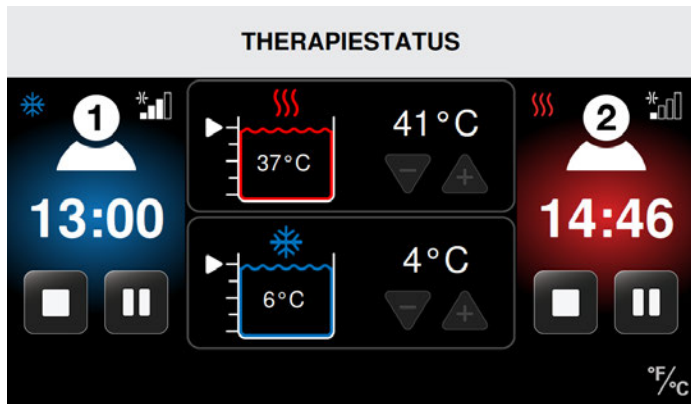 THERAPIESTATUS
1
13:00
37°C
41°C
6°C
4°C
2
14:46
°F/°C